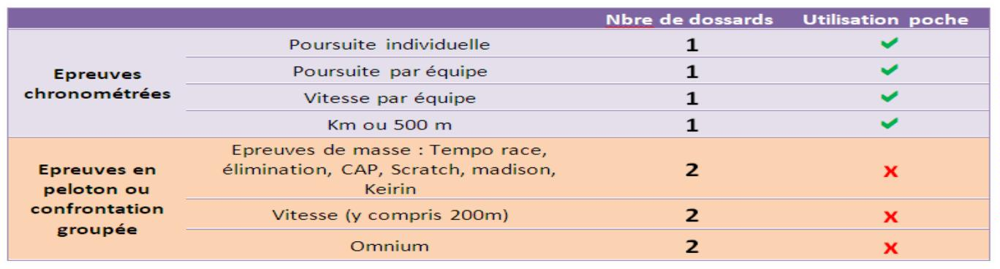 Nbre de dossards Utilisation poche
Epreuves
chronométrées
Poursuite individuelle 1 ✓
Poursuite par équipe 1 ✓
Vitesse par équipe 1 ✓
Km ou 500 m 1 ✓
Epreuves en
peloton ou
confrontation
groupée
Epreuves de masse : Tempo race,
élimination, CAP, Scratch, madison,
Keirin
2 x
Vitesse (y compris 200m) 2 x
Omnium 2 x